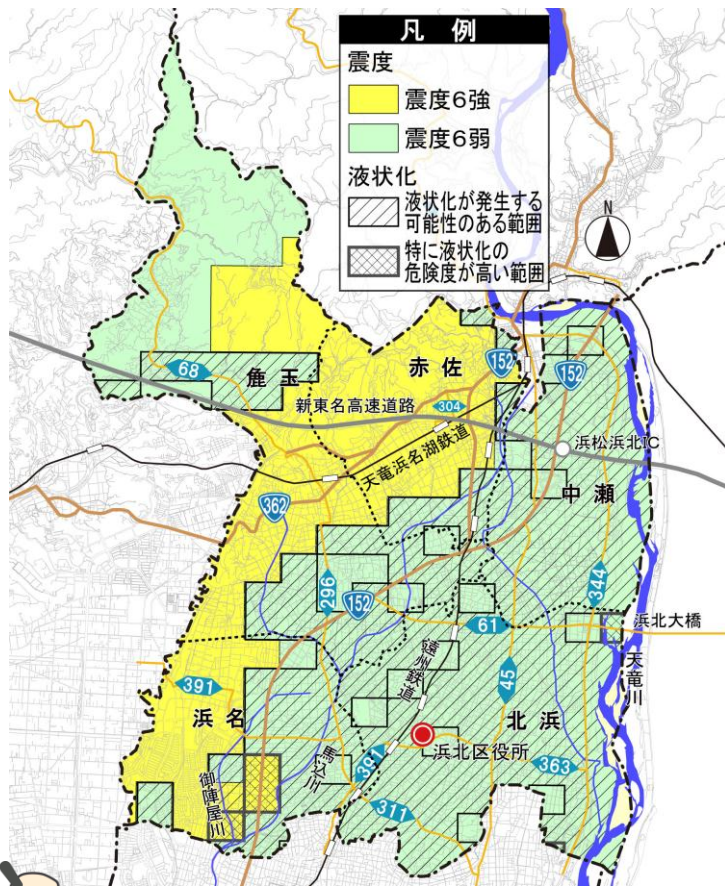 凡 例
震度
震度6強
震度6弱
液状化
液状化が発生する
可能性のある範囲
特に液状化の
危険度が高い範囲
N
152
152
赤佐
68
麁玉
新東名高速道路
304
浜松浜北IC
天竜浜名湖鉄道
中瀬
362
296
152
344
61
浜北大橋
遠州鉄道
天竜川
391
45
浜名
北浜
浜北区役所
馬込川
391
363
御陣屋川
311